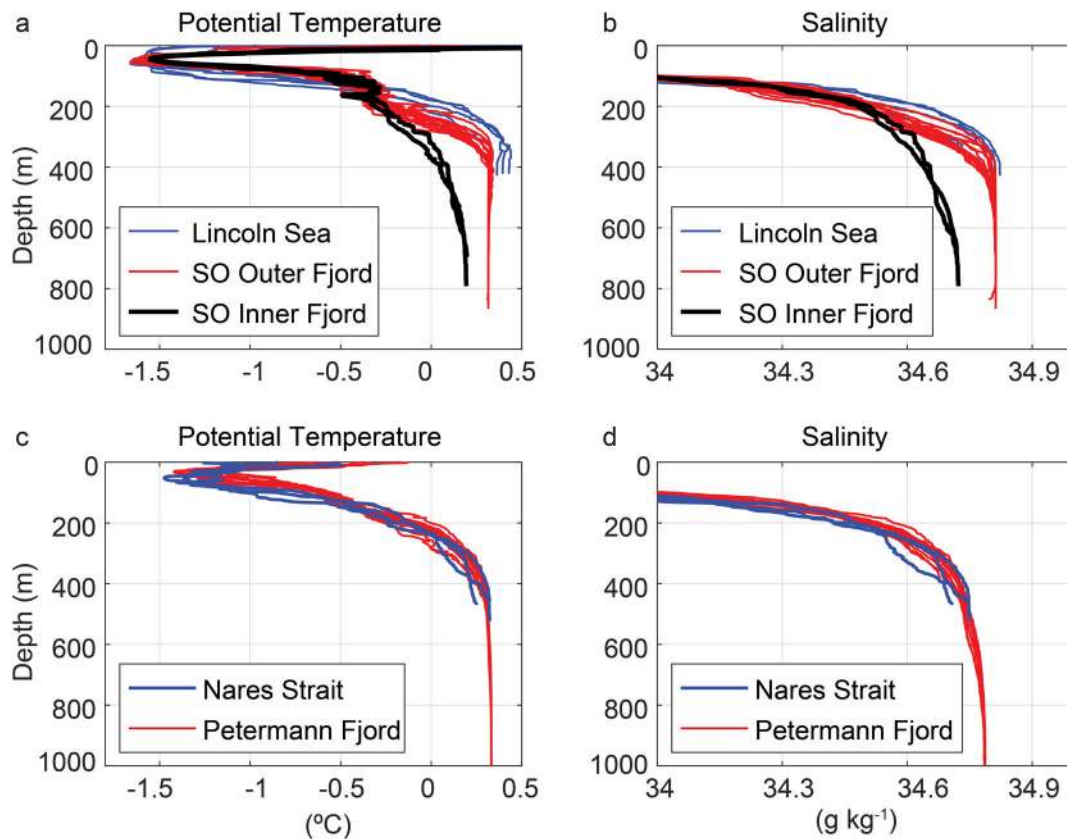 a
Potential Temperature
0
200
400
600
800
1000
Depth (m)
Lincoln Sea
SO Outer Fjord
SO Inner Fjord
-1.5
-1
-0.5
0
0.5
b
Salinity
0
200
400
600
800
1000
Lincoln Sea
SO Outer Fjord
SO Inner Fjord
34
34.3
34.6
34.9
c
Potential Temperature
0
200
400
600
800
1000
Depth (m)
Nares Strait
Petermann Fjord
-1.5
-1
-0.5
0
0.5
(ºC)
d
Salinity
0
200
400
600
800
1000
Nares Strait
Petermann Fjord
34
34.3
34.6
34.9
(g kg⁻¹)